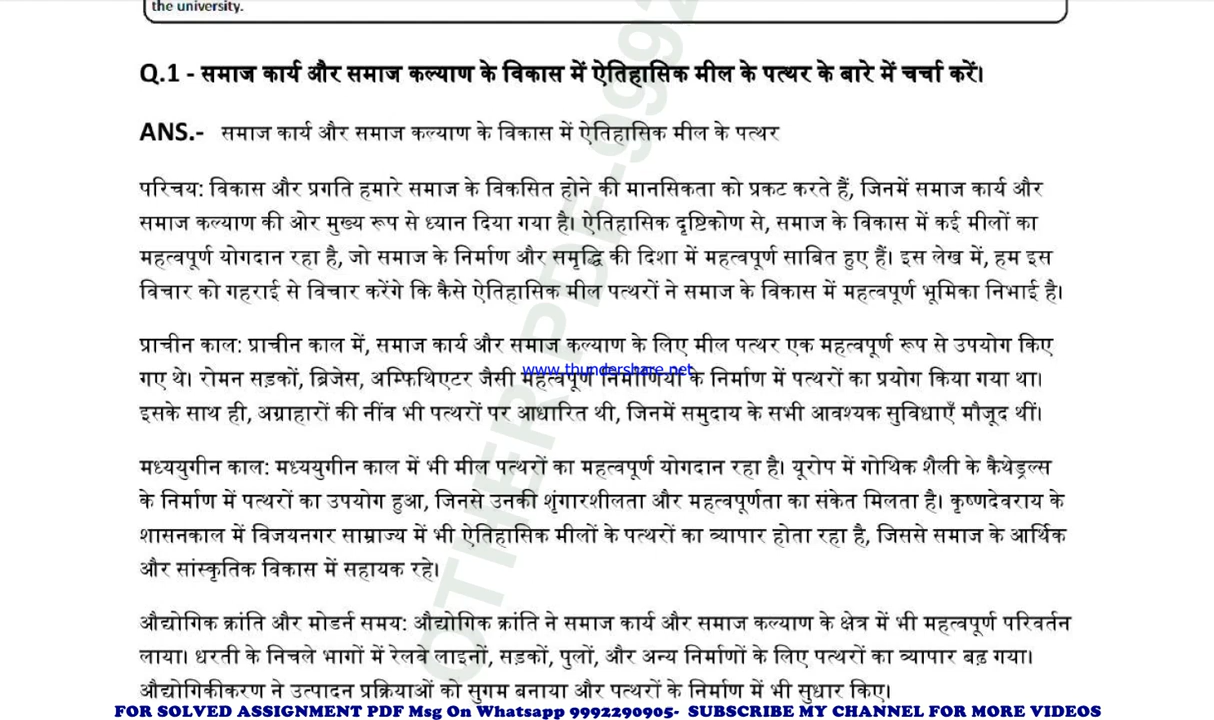 the university.
Q.1 - समाज कार्य और समाज कल्याण के विकास में ऐतिहासिक मील के पत्थर के बारे में चर्चा करें।
ANS.- समाज कार्य और समाज कल्याण के विकास में ऐतिहासिक मील के पत्थर
परिचय: विकास और प्रगति हमारे समाज के विकसित होने की मानसिकता को प्रकट करते हैं, जिनमें समाज कार्य और
समाज कल्याण की ओर मुख्य रूप से ध्यान दिया गया है। ऐतिहासिक दृष्टिकोण से, समाज के विकास में कई मीलों का
महत्वपूर्ण योगदान रहा है, जो समाज के निर्माण और समृद्धि की दिशा में महत्वपूर्ण साबित हुए हैं। इस लेख में, हम इस
विचार को गहराई से विचार करेंगे कि कैसे ऐतिहासिक मील पत्थरों ने समाज के विकास में महत्वपूर्ण भूमिका निभाई है।
प्राचीन काल: प्राचीन काल में, समाज कार्य और समाज कल्याण के लिए मील पत्थर एक महत्वपूर्ण रूप से उपयोग किए
www.thundershare.net
गए थे। रोमन सड़कों, ब्रिजेस, अम्फिथिएटर जैसी महत्वपूर्ण निर्माणियों के निर्माण में पत्थरों का प्रयोग किया गया था।
इसके साथ ही, अग्राहारों की नींव भी पत्थरों पर आधारित थी, जिनमें समुदाय के सभी आवश्यक सुविधाएँ मौजूद थीं।
मध्ययुगीन काल: मध्ययुगीन काल में भी मील पत्थरों का महत्वपूर्ण योगदान रहा है। यूरोप में गोथिक शैली के कैथेड्रल्स
के निर्माण में पत्थरों का उपयोग हुआ, जिनसे उनकी शृंगारशीलता और महत्वपूर्णता का संकेत मिलता है। कृष्णदेवराय के
शासनकाल में विजयनगर साम्राज्य में भी ऐतिहासिक मीलों के पत्थरों का व्यापार होता रहा है, जिससे समाज के आर्थिक
और सांस्कृतिक विकास में सहायक रहे।
औद्योगिक क्रांति और मोडर्न समय: औद्योगिक क्रांति ने समाज कार्य और समाज कल्याण के क्षेत्र में भी महत्वपूर्ण परिवर्तन
लाया। धरती के निचले भागों में रेलवे लाइनों, सड़कों, पुलों, और अन्य निर्माणों के लिए पत्थरों का व्यापार बढ़ गया।
औद्योगिकीकरण ने उत्पादन प्रक्रियाओं को सुगम बनाया और पत्थरों के निर्माण में भी सुधार किए।
OTHER PDF-9992
FOR SOLVED ASSIGNMENT PDF Msg On Whatsapp 9992290905- SUBSCRIBE MY CHANNEL FOR MORE VIDEOS